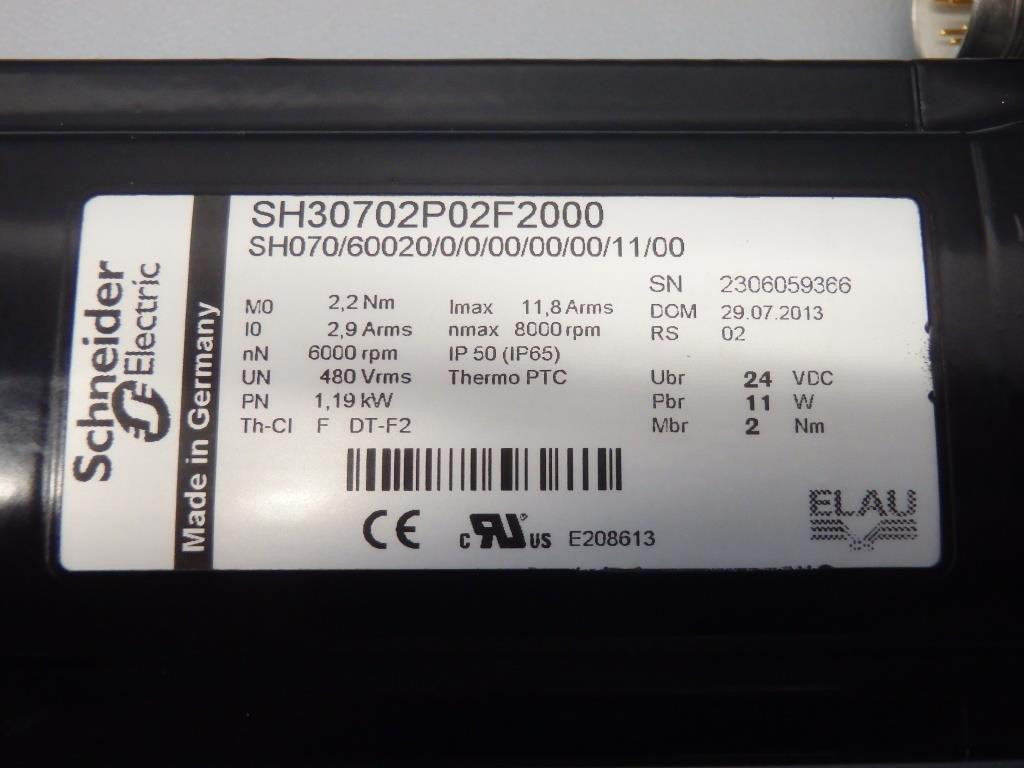 Schneider
Electric
Made in Germany
SH30702P02F2000
SH070/60020/0/0/00/00/00/11/00
SN 2306059366
DOM 29.07.2013
RS 02
M0 2,2 Nm Imax 11,8 Arms
I0 2,9 Arms nmax 8000 rpm
nN 6000 rpm IP 50 (IP65)
UN 480 Vrms Thermo PTC
PN 1,19 kW
Th-Cl F DT-F2
Ubr 24 VDC
Pbr 11 W
Mbr 2 Nm
CE c RU US E208613
ELAU